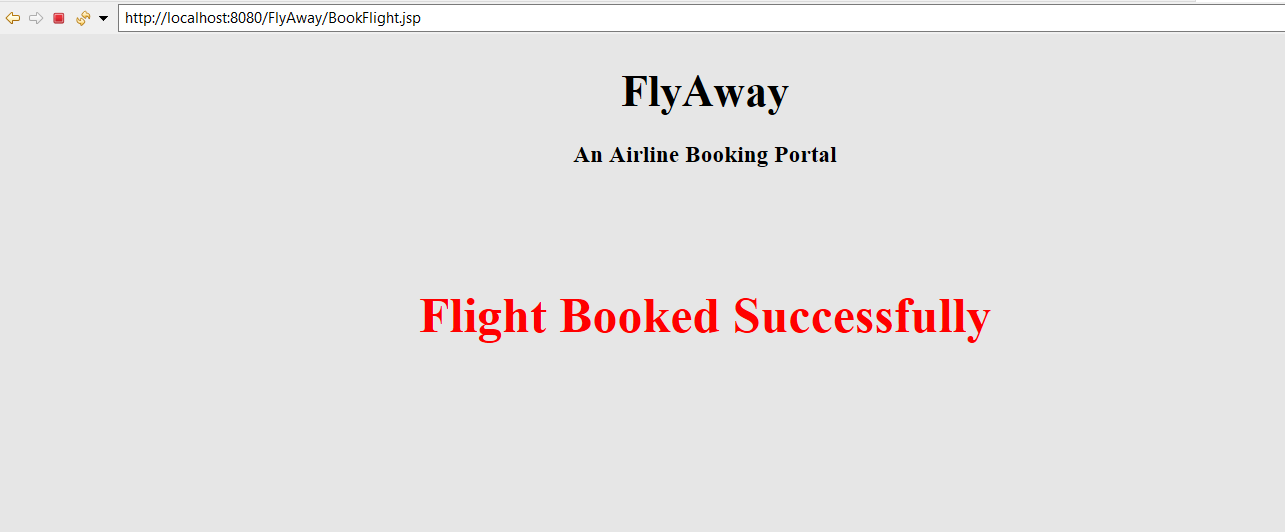 http://localhost:8080/FlyAway/BookFlight.jsp
FlyAway
An Airline Booking Portal
Flight Booked Successfully